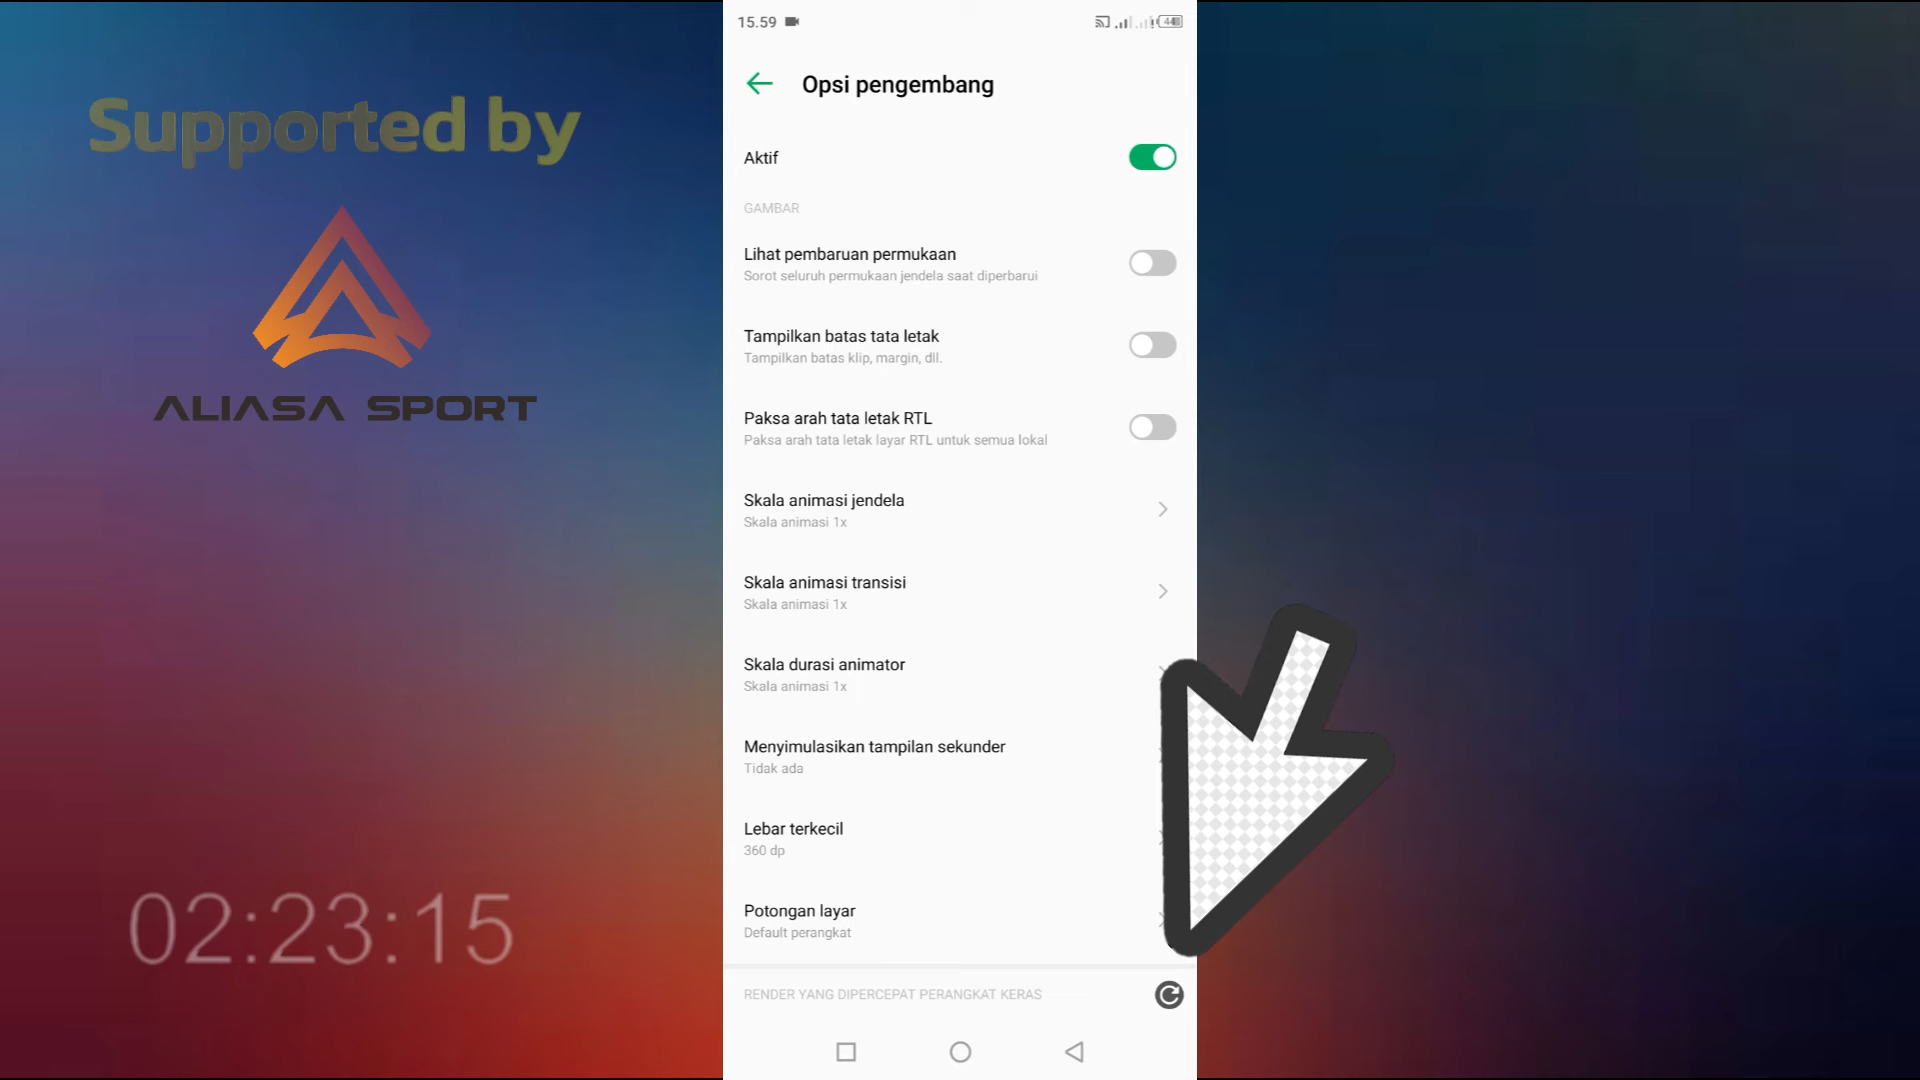 15.59
44
Supported by
ALIASA SPORT
02:23:15
Opsi pengembang
Aktif
GAMBAR
Lihat pembaruan permukaan
Sorot seluruh permukaan jendela saat diperbarui
Tampilkan batas tata letak
Tampilkan batas klip, margin, dll.
Paksa arah tata letak RTL
Paksa arah tata letak layar RTL untuk semua lokal
Skala animasi jendela
Skala animasi 1x
Skala animasi transisi
Skala animasi 1x
Skala durasi animator
Skala animasi 1x
Menyimulasikan tampilan sekunder
Tidak ada
Lebar terkecil
360 dp
Potongan layar
Default perangkat
RENDER YANG DIPERCEPAT PERANGKAT KERAS